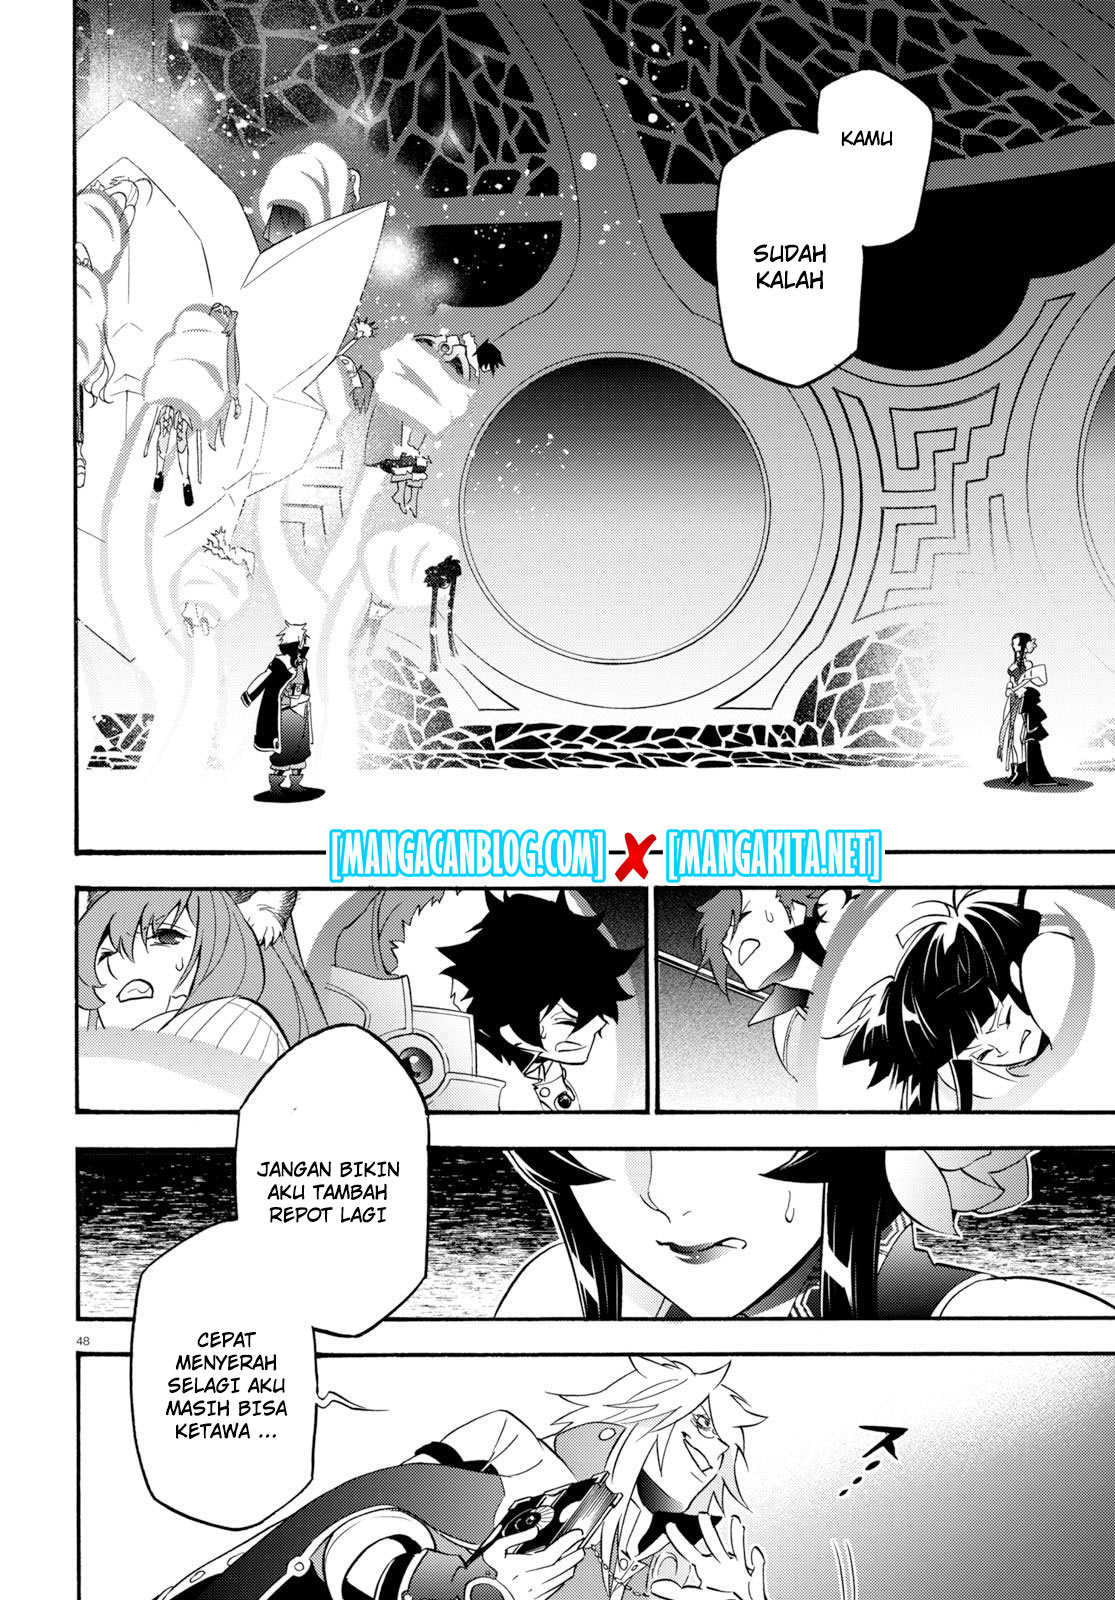 KAMU
SUDAH
KALAH
[MANGACANBLOG.COM] X [MANGAKITA.NET]
JANGAN BIKIN
AKU TAMBAH
REPOT LAGI
48
CEPAT
MENYERAH
SELAGI AKU
MASIH BISA
KETAWA ...
ス